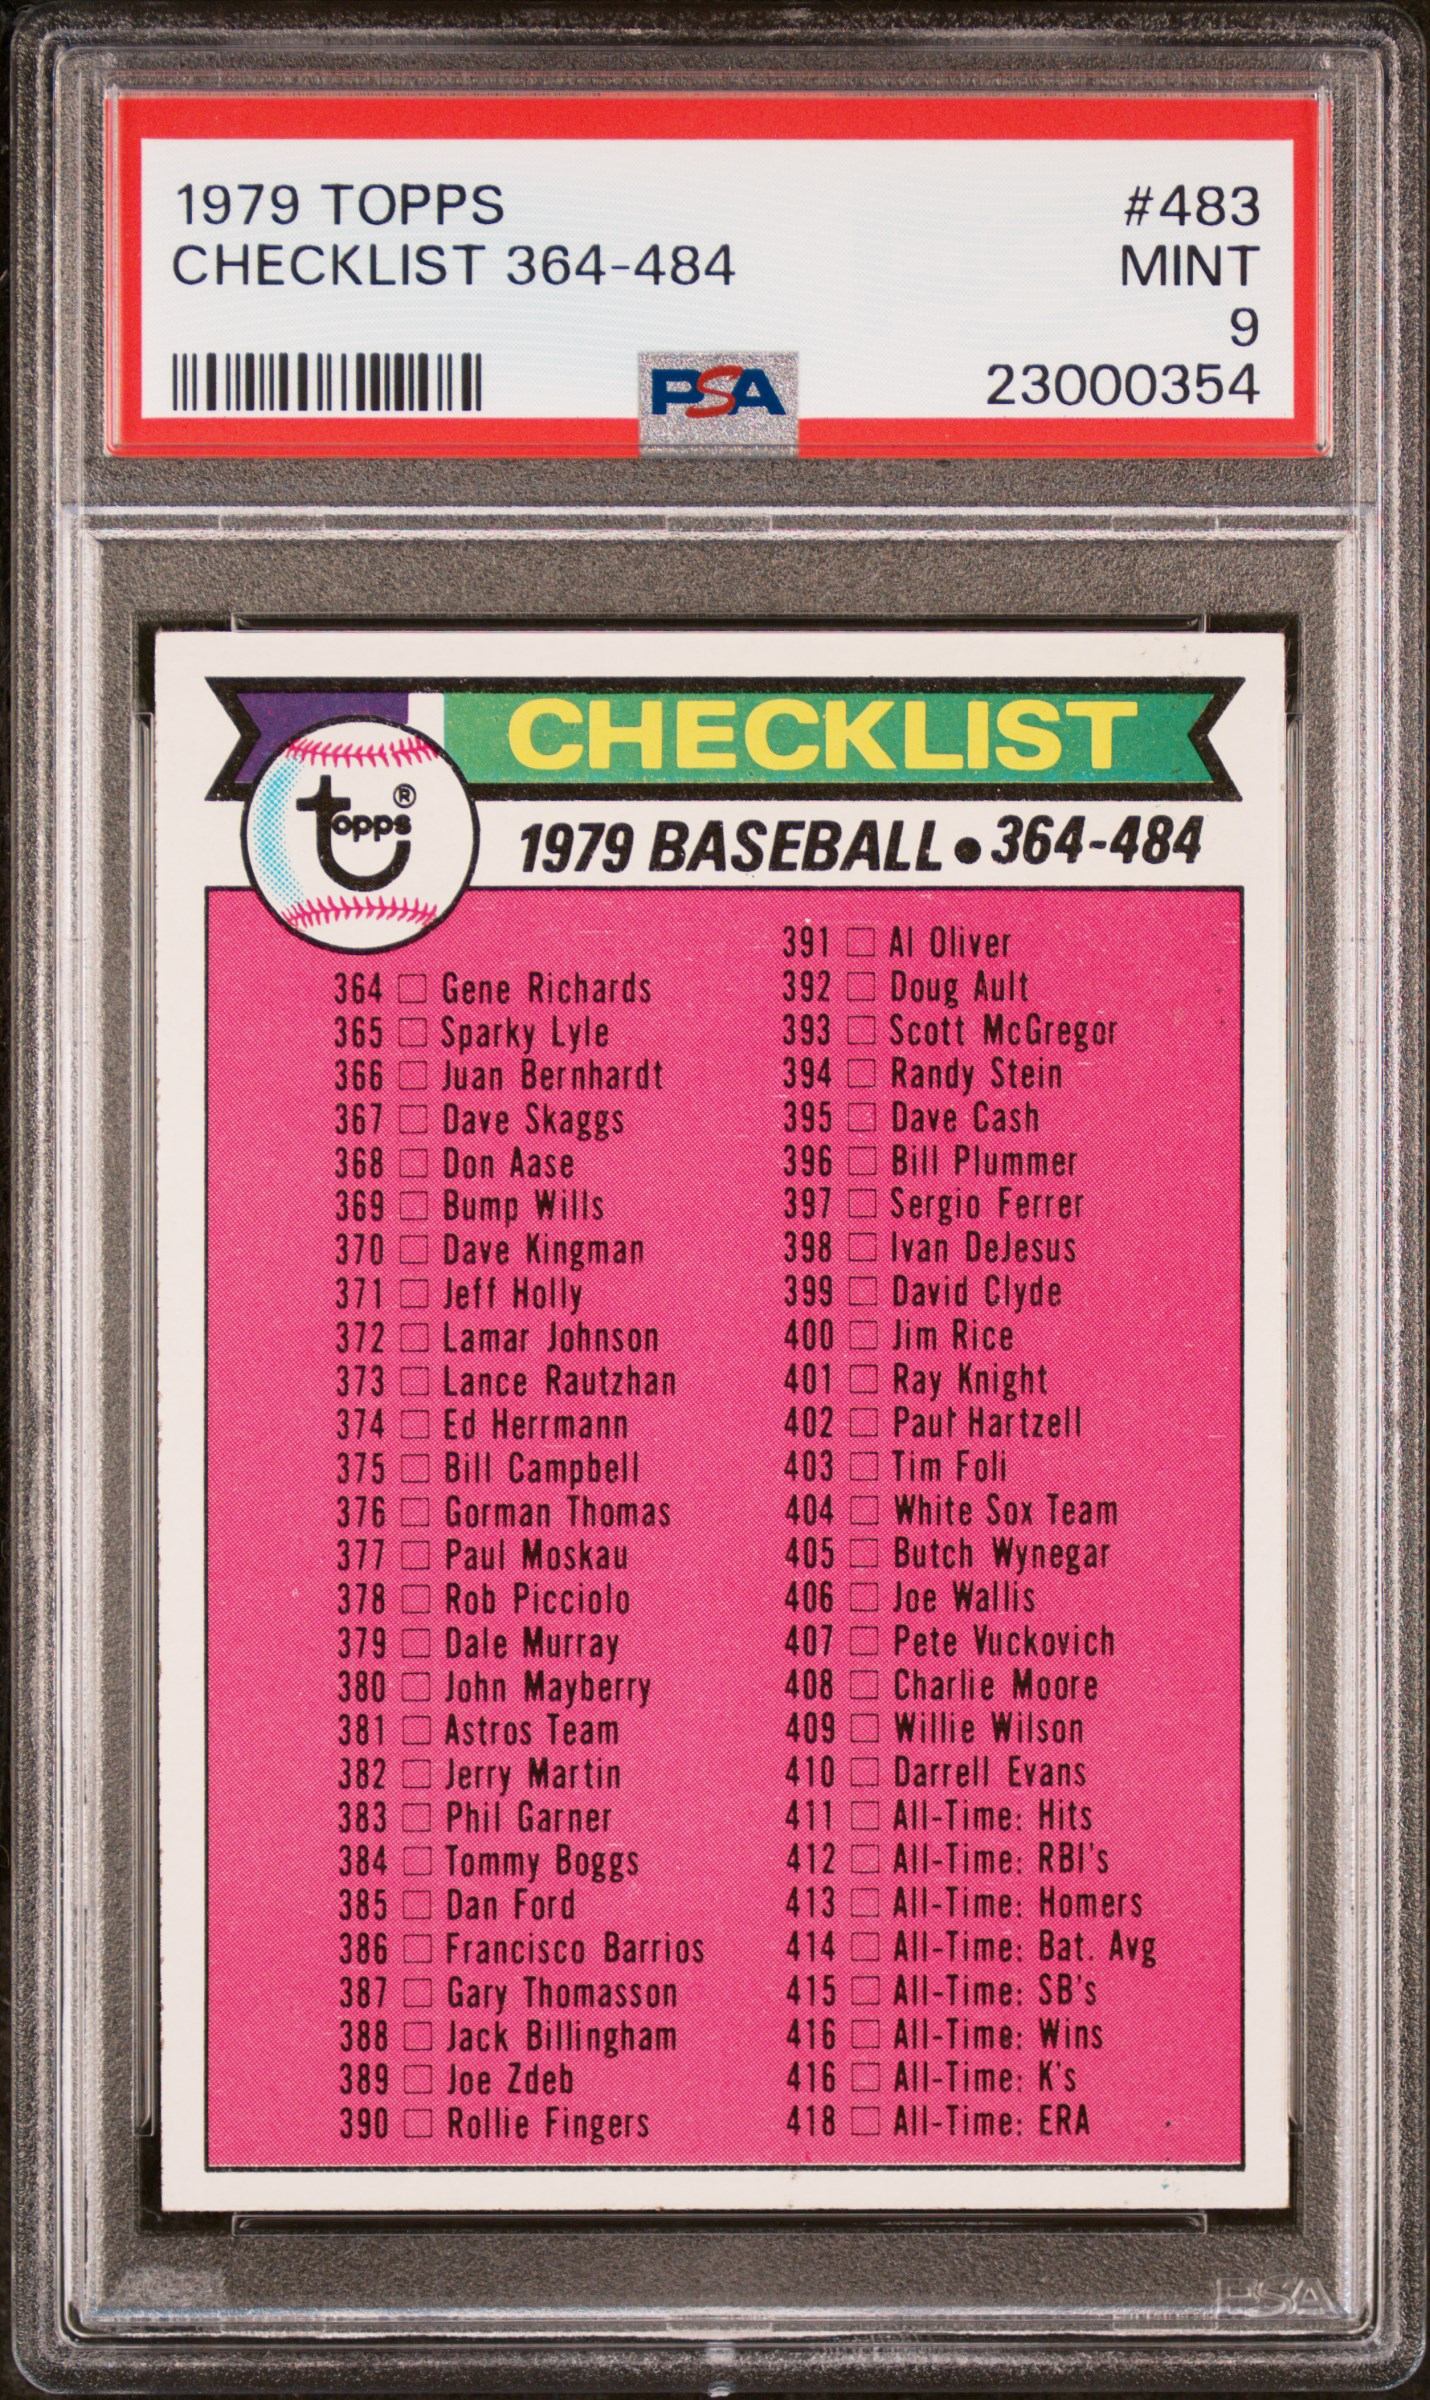 1979 TOPPS #483
CHECKLIST 364-484 MINT
9
PSA 23000354
CHECKLIST
topps®
1979 BASEBALL • 364-484
364 □ Gene Richards
365 □ Sparky Lyle
366 □ Juan Bernhardt
367 □ Dave Skaggs
368 □ Don Aase
369 □ Bump Wills
370 □ Dave Kingman
371 □ Jeff Holly
372 □ Lamar Johnson
373 □ Lance Rautzhan
374 □ Ed Herrmann
375 □ Bill Campbell
376 □ Gorman Thomas
377 □ Paul Moskau
378 □ Rob Picciolo
379 □ Dale Murray
380 □ John Mayberry
381 □ Astros Team
382 □ Jerry Martin
383 □ Phil Garner
384 □ Tommy Boggs
385 □ Dan Ford
386 □ Francisco Barrios
387 □ Gary Thomasson
388 □ Jack Billingham
389 □ Joe Zdeb
390 □ Rollie Fingers
391 □ Al Oliver
392 □ Doug Ault
393 □ Scott McGregor
394 □ Randy Stein
395 □ Dave Cash
396 □ Bill Plummer
397 □ Sergio Ferrer
398 □ Ivan DeJesus
399 □ David Clyde
400 □ Jim Rice
401 □ Ray Knight
402 □ Paul Hartzell
403 □ Tim Foli
404 □ White Sox Team
405 □ Butch Wynegar
406 □ Joe Wallis
407 □ Pete Vuckovich
408 □ Charlie Moore
409 □ Willie Wilson
410 □ Darrell Evans
411 □ All-Time: Hits
412 □ All-Time: RBI's
413 □ All-Time: Homers
414 □ All-Time: Bat. Avg
415 □ All-Time: SB's
416 □ All-Time: Wins
416 □ All-Time: K's
418 □ All-Time: ERA
PSA